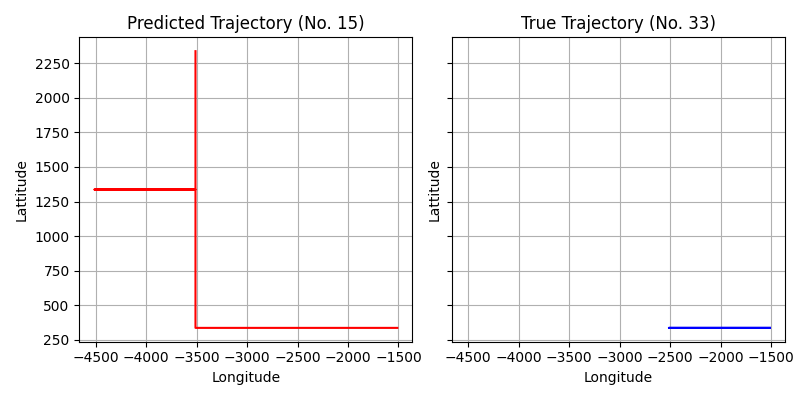 Predicted Trajectory (No. 15)
Lattitude
2250
2000
1750
1500
1250
1000
750
500
250
−4500 −4000 −3500 −3000 −2500 −2000 −1500
Longitude
True Trajectory (No. 33)
Lattitude
−4500 −4000 −3500 −3000 −2500 −2000 −1500
Longitude